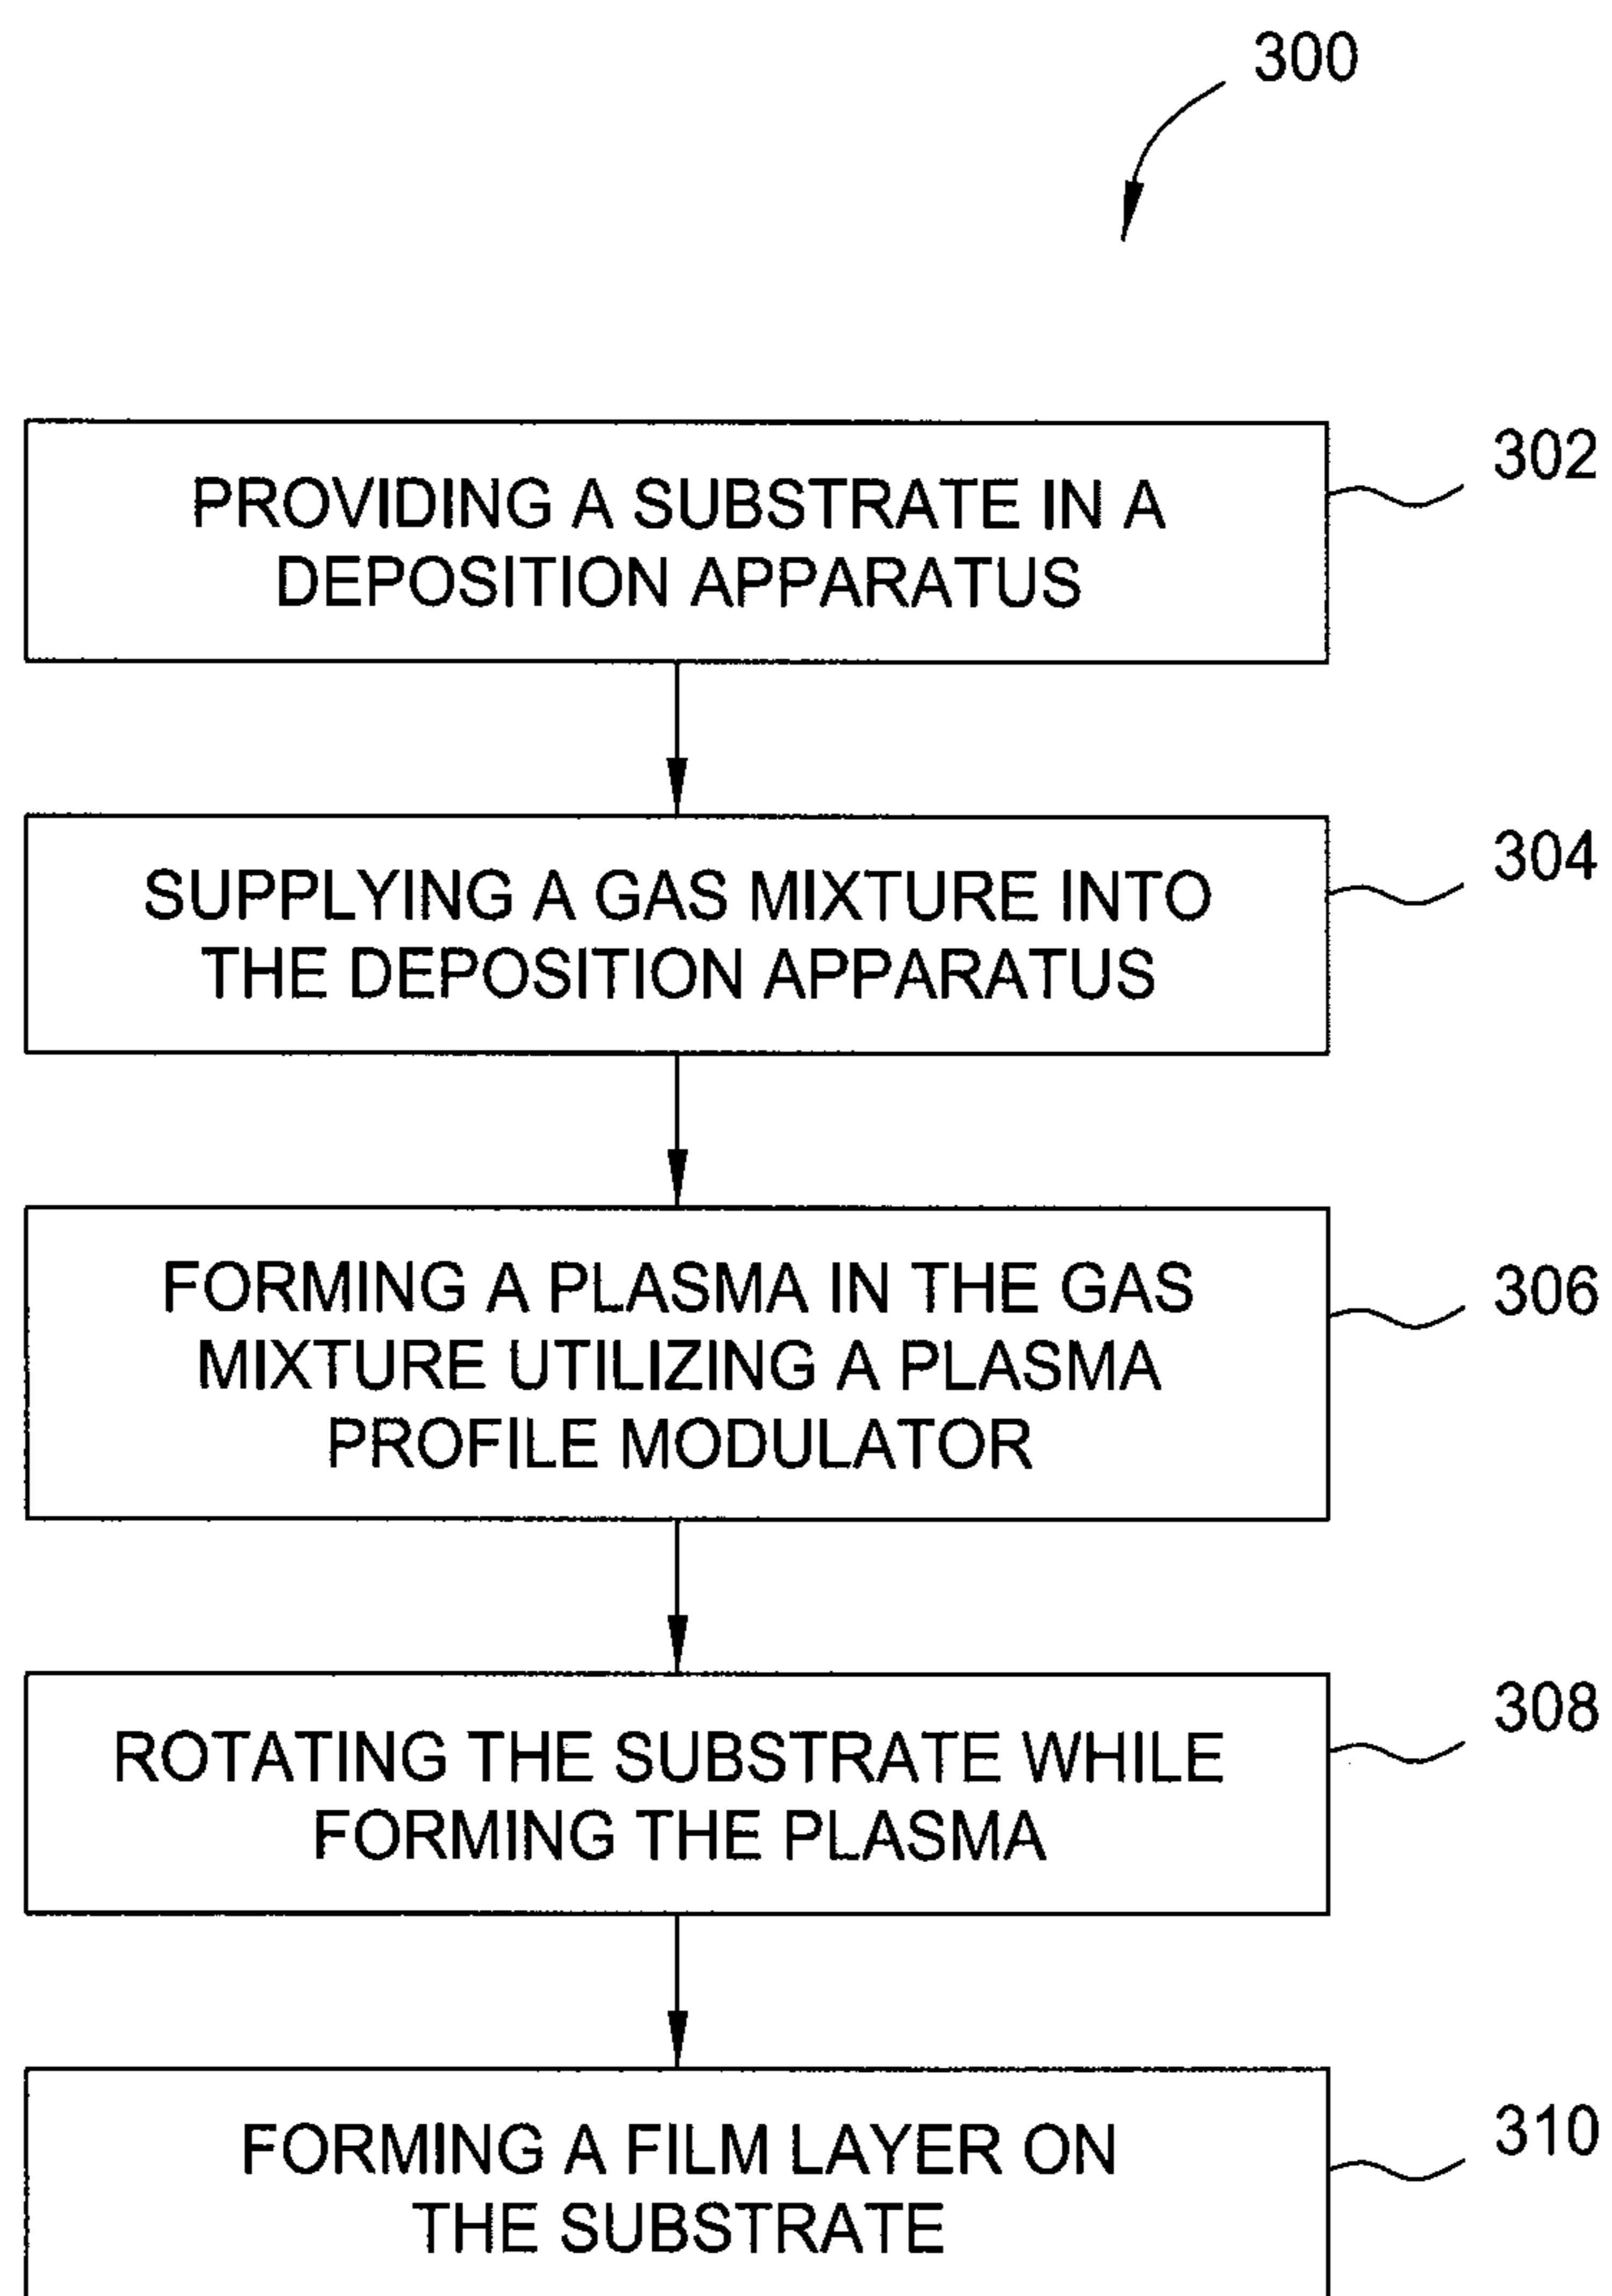 300
PROVIDING A SUBSTRATE IN A
DEPOSITION APPARATUS
302
SUPPLYING A GAS MIXTURE INTO
THE DEPOSITION APPARATUS
304
FORMING A PLASMA IN THE GAS
MIXTURE UTILIZING A PLASMA
PROFILE MODULATOR
306
ROTATING THE SUBSTRATE WHILE
FORMING THE PLASMA
308
FORMING A FILM LAYER ON
THE SUBSTRATE
310